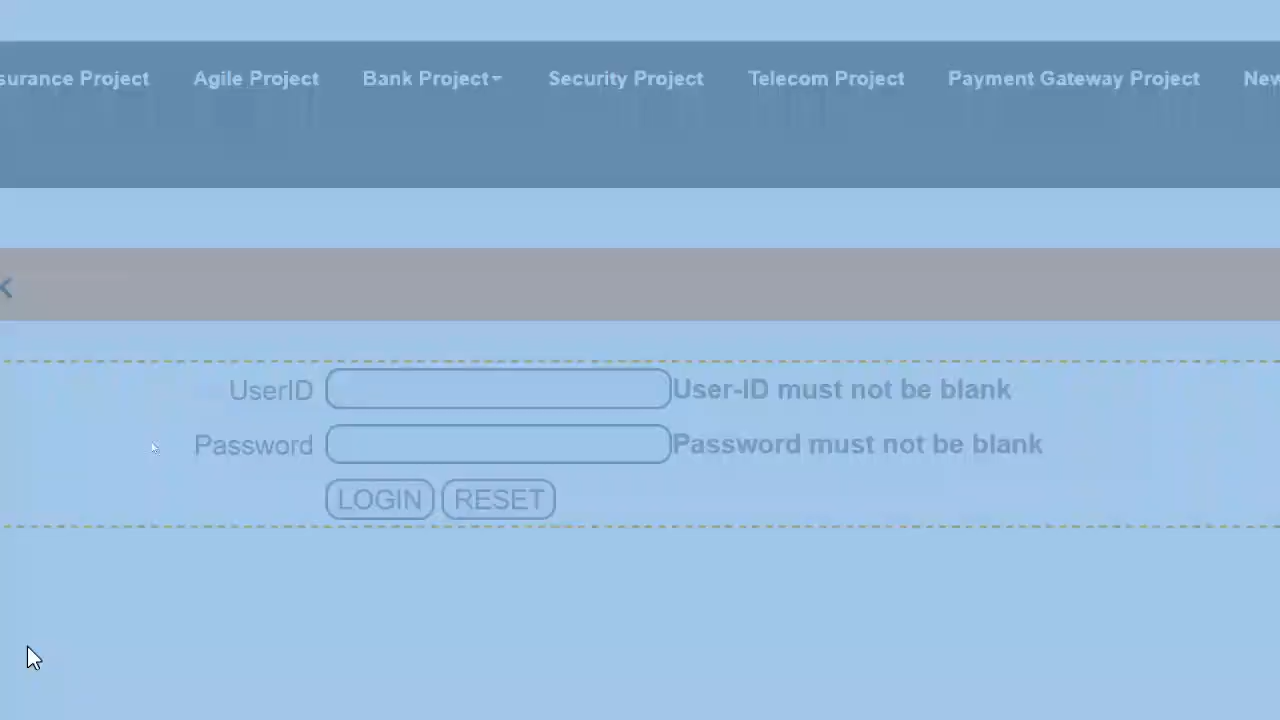 surance Project Agile Project Bank Project Security Project Telecom Project Payment Gateway Project New
UserID User-ID must not be blank
Password Password must not be blank
LOGIN RESET